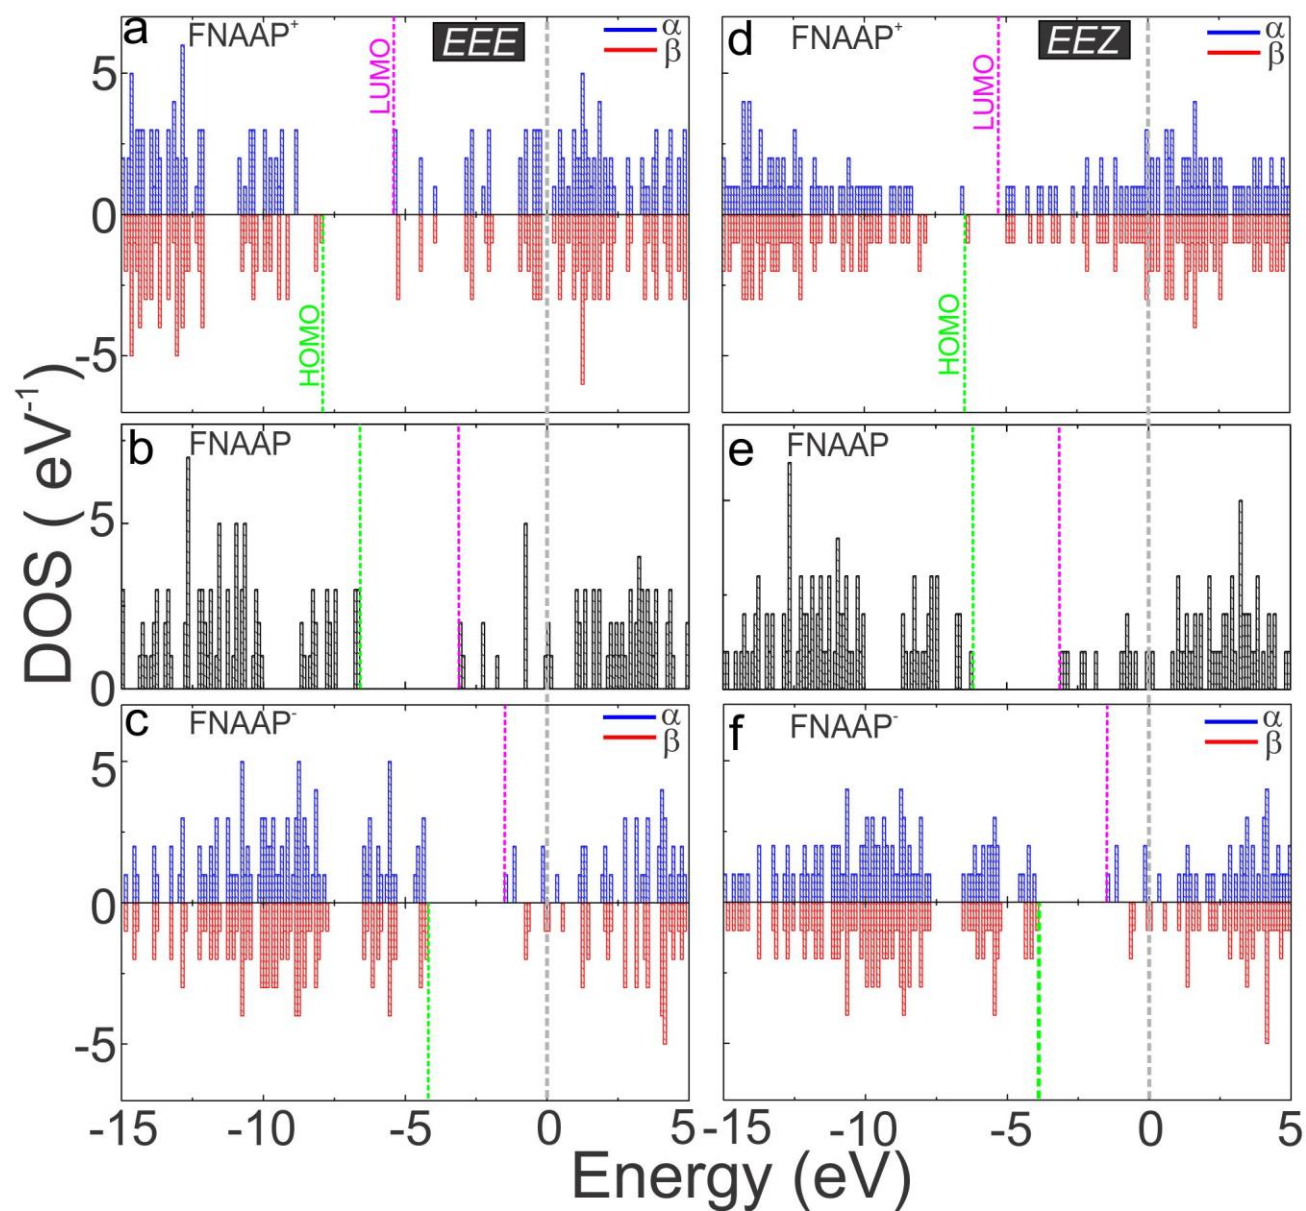 a
FNAAP⁺
EEE
α
β
LUMO
HOMO
5
0
-5
d
FNAAP⁺
EEZ
α
β
LUMO
HOMO
b
FNAAP
5
0
e
FNAAP
c
FNAAP⁻
α
β
5
0
-5
f
FNAAP⁻
α
β
DOS ( eV⁻¹)
-15 -10 -5 0 5 -15 -10 -5 0 5
Energy (eV)